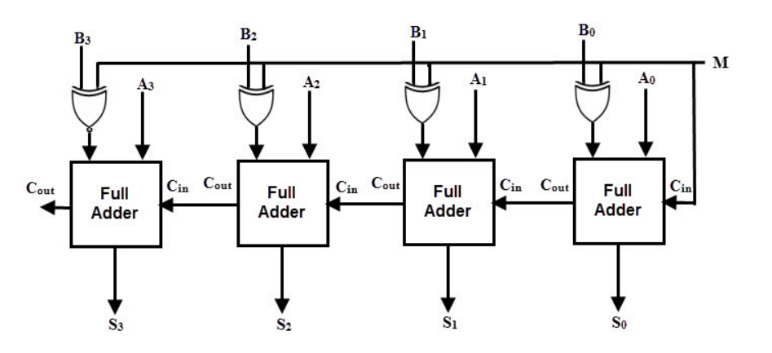 B3 B2 B1 B0
M
A3 A2 A1 A0
Cout Full Adder Cin Cout Full Adder Cin Cout Full Adder Cin Cout Full Adder Cin
S3 S2 S1 S0